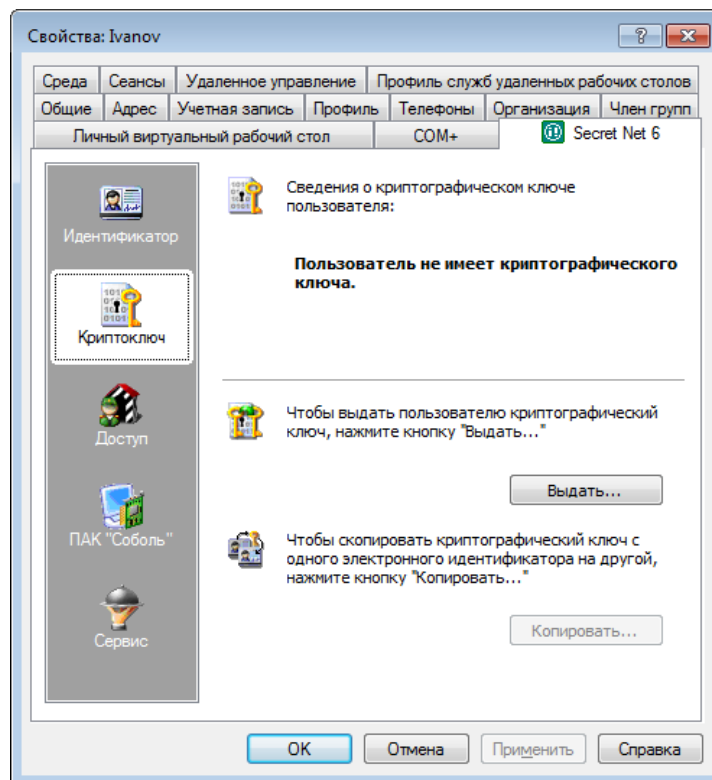 Свойства: Ivanov
Среда Сеансы Удаленное управление Профиль служб удаленных рабочих столов
Общие Адрес Учетная запись Профиль Телефоны Организация Член групп
Личный виртуальный рабочий стол COM+ Secret Net 6
Идентификатор
Криптоключ
Доступ
ПАК "Соболь"
Сервис
Сведения о криптографическом ключе
пользователя:
Пользователь не имеет криптографического
ключа.
Чтобы выдать пользователю криптографический
ключ, нажмите кнопку "Выдать..."
Выдать...
Чтобы скопировать криптографический ключ с
одного электронного идентификатора на другой,
нажмите кнопку "Копировать..."
Копировать...
OK Отмена Применить Справка